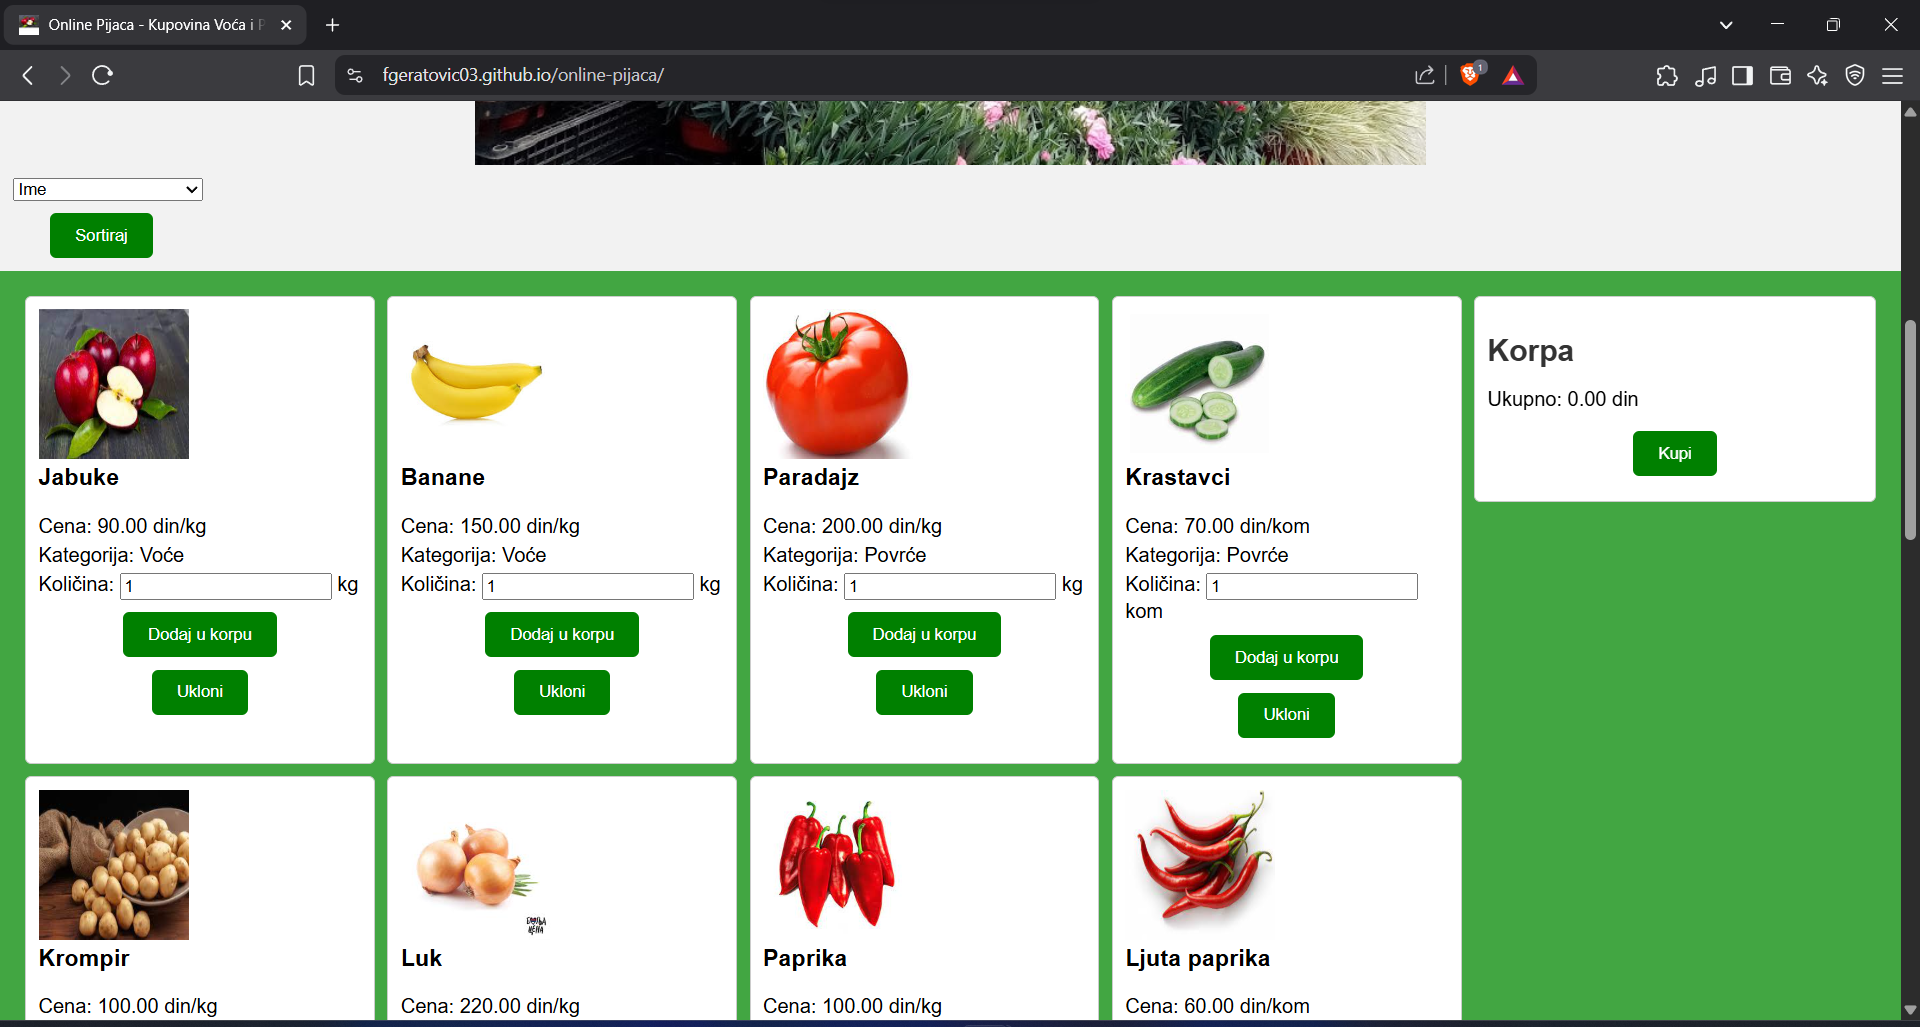 Online Pijaca - Kupovina Voća i P
fgeratovic03.github.io/online-pijaca/
1
Ime
Sortiraj
Jabuke
Cena: 90.00 din/kg
Kategorija: Voće
Količina: 1 kg
Dodaj u korpu
Ukloni
Banane
Cena: 150.00 din/kg
Kategorija: Voće
Količina: 1 kg
Dodaj u korpu
Ukloni
Paradajz
Cena: 200.00 din/kg
Kategorija: Povrće
Količina: 1 kg
Dodaj u korpu
Ukloni
Krastavci
Cena: 70.00 din/kom
Kategorija: Povrće
Količina: 1
kom
Dodaj u korpu
Ukloni
Korpa
Ukupno: 0.00 din
Kupi
Krompir
Cena: 100.00 din/kg
Luk
Cena: 220.00 din/kg
Paprika
Cena: 100.00 din/kg
Ljuta paprika
Cena: 60.00 din/kom